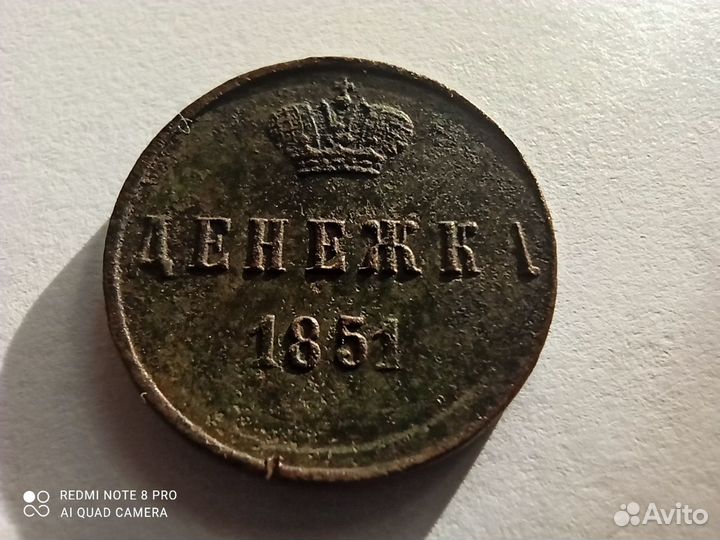 ДЕНЕЖКА
1851
REDMI NOTE 8 PRO
AI QUAD CAMERA
Avito